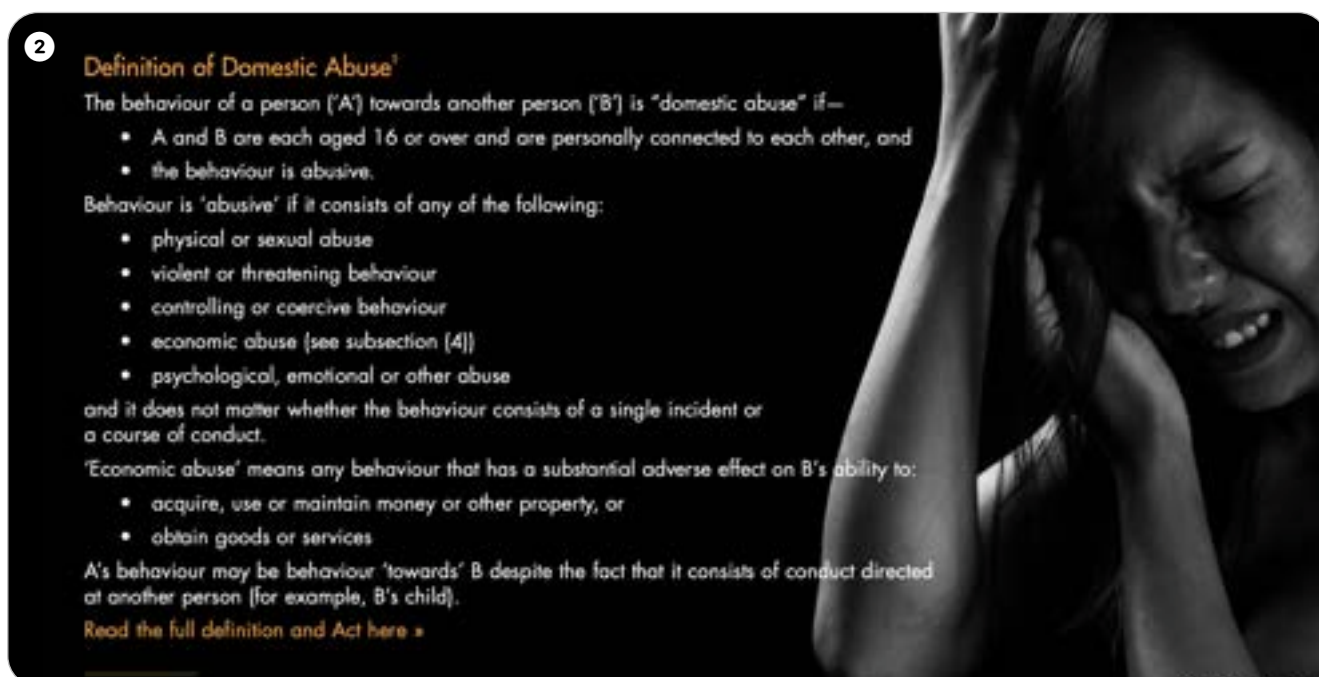 2
Definition of Domestic Abuse¹
The behaviour of a person ('A') towards another person ('B') is "domestic abuse" if—
• A and B are each aged 16 or over and are personally connected to each other, and
• the behaviour is abusive.
Behaviour is 'abusive' if it consists of any of the following:
• physical or sexual abuse
• violent or threatening behaviour
• controlling or coercive behaviour
• economic abuse (see subsection (4))
• psychological, emotional or other abuse
and it does not matter whether the behaviour consists of a single incident or
a course of conduct.
'Economic abuse' means any behaviour that has a substantial adverse effect on B's ability to:
• acquire, use or maintain money or other property, or
• obtain goods or services
A's behaviour may be behaviour 'towards' B despite the fact that it consists of conduct directed
at another person (for example, B's child).
Read the full definition and Act here »